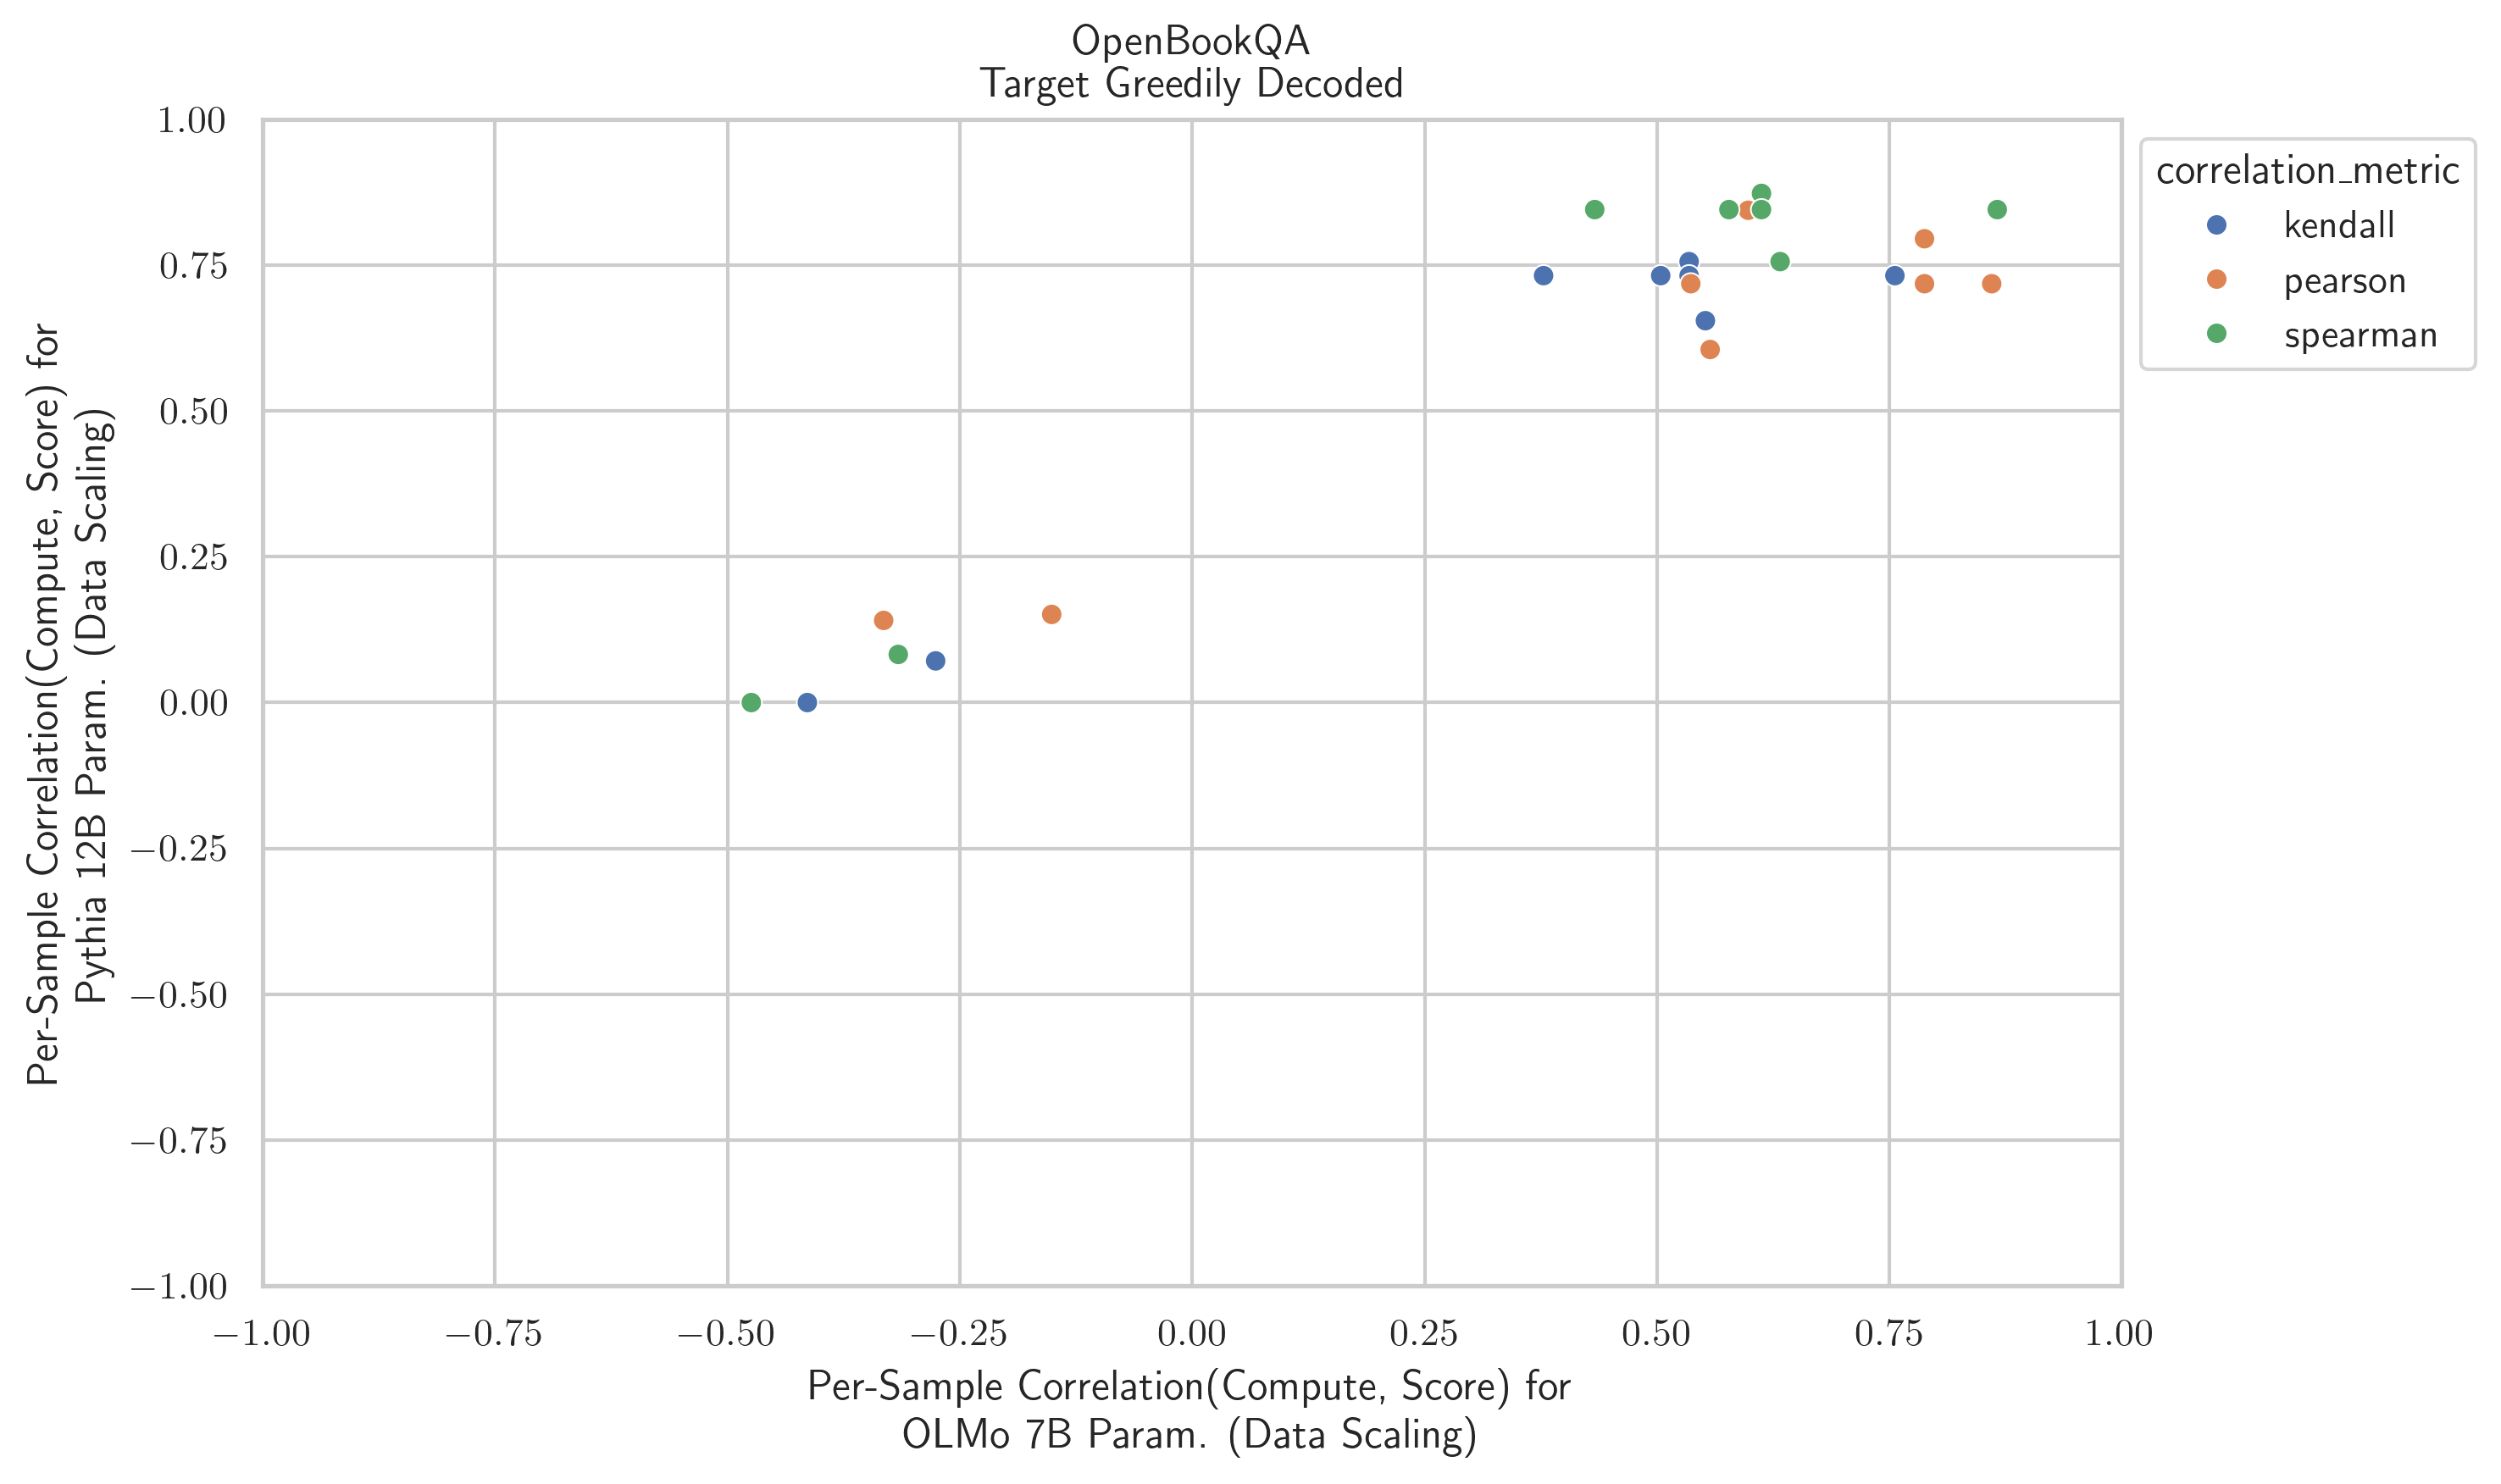 OpenBookQA
Target Greedily Decoded
1.00
0.75
0.50
0.25
0.00
−0.25
−0.50
−0.75
−1.00
Per-Sample Correlation(Compute, Score) for
Pythia 12B Param. (Data Scaling)
−1.00
−0.75
−0.50
−0.25
0.00
0.25
0.50
0.75
1.00
Per-Sample Correlation(Compute, Score) for
OLMo 7B Param. (Data Scaling)
correlation_metric
kendall
pearson
spearman